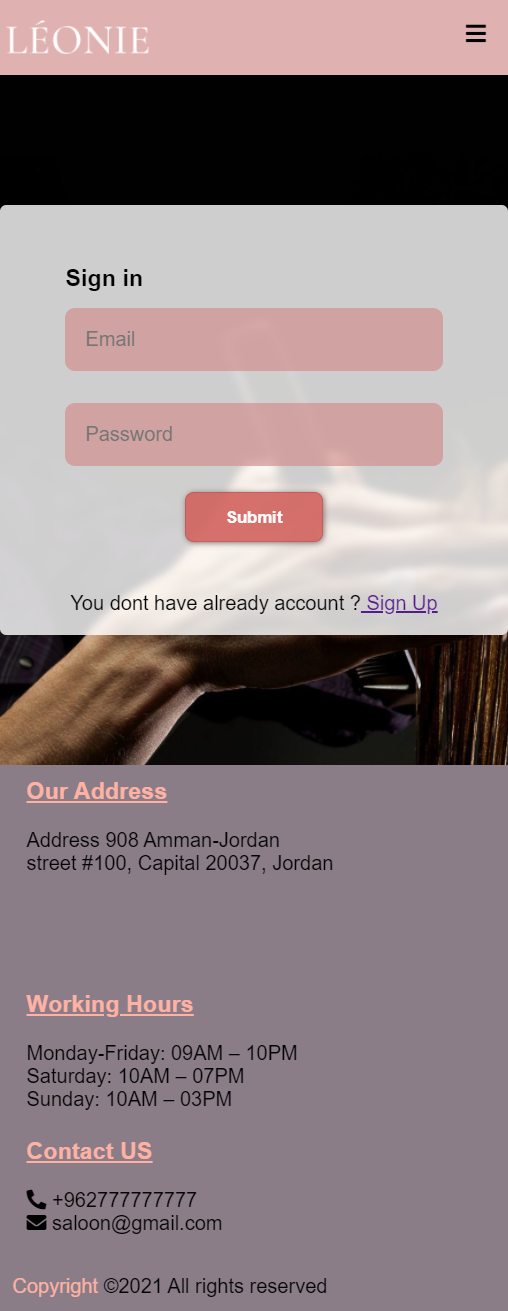 LÉONIE
Sign in
Email
Password
Submit
You dont have already account ? Sign Up
Our Address
Address 908 Amman-Jordan
street #100, Capital 20037, Jordan
Working Hours
Monday-Friday: 09AM – 10PM
Saturday: 10AM – 07PM
Sunday: 10AM – 03PM
Contact US
+962777777777
saloon@gmail.com
Copyright ©2021 All rights reserved